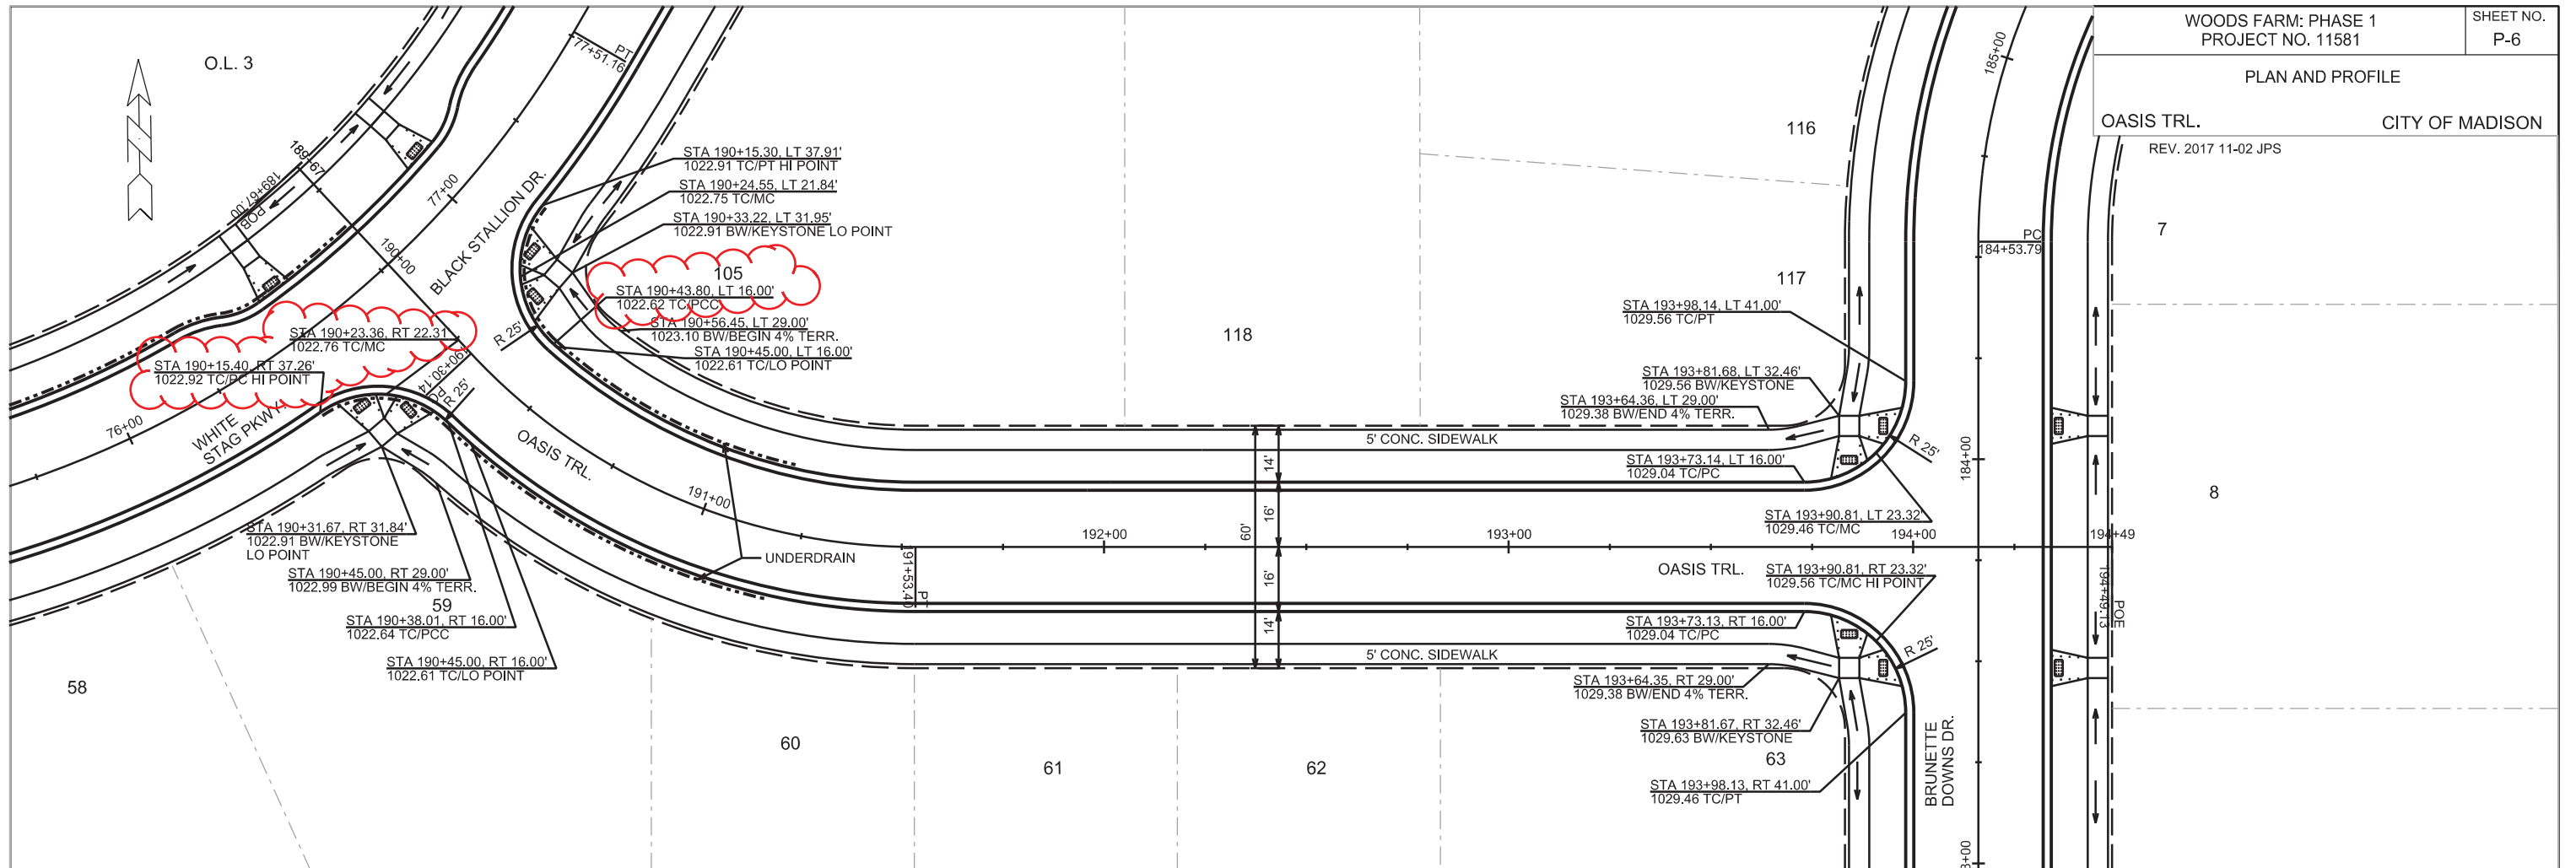 WOODS FARM: PHASE 1
PROJECT NO. 11581
SHEET NO.
P-6
PLAN AND PROFILE
OASIS TRL.
CITY OF MADISON
REV. 2017 11-02 JPS
O.L. 3
PT
77+51.16
77+00
189+67
189+67.00
POB
190+00
BLACK STALLION DR.
STA 190+15.30, LT 37.91'
1022.91 TC/PT HI POINT
STA 190+24.55, LT 21.84'
1022.75 TC/MC
STA 190+33.22, LT 31.95'
1022.91 BW/KEYSTONE LO POINT
105
STA 190+43.80, LT 16.00'
1022.62 TC/PCC
STA 190+56.45, LT 29.00'
1023.10 BW/BEGIN 4% TERR.
STA 190+45.00, LT 16.00'
1022.61 TC/LO POINT
R 25'
STA 190+23.36, RT 22.31
1022.76 TC/MC
STA 190+15.40, RT 37.26'
1022.92 TC/PC HI POINT
190+30.14
PC
R 25'
76+00
WHITE
STAG PKWY.
OASIS TRL.
191+00
UNDERDRAIN
STA 190+31.67, RT 31.84'
1022.91 BW/KEYSTONE
LO POINT
STA 190+45.00, RT 29.00'
1022.99 BW/BEGIN 4% TERR.
59
STA 190+38.01, RT 16.00'
1022.64 TC/PCC
STA 190+45.00, RT 16.00'
1022.61 TC/LO POINT
58
191+53.40
PT
192+00
193+00
194+00
194+49
60'
14'
16'
16'
14'
5' CONC. SIDEWALK
5' CONC. SIDEWALK
118
116
117
185+00
PC
184+53.79
184+00
7
8
STA 193+98.14, LT 41.00'
1029.56 TC/PT
STA 193+81.68, LT 32.46'
1029.56 BW/KEYSTONE
STA 193+64.36, LT 29.00'
1029.38 BW/END 4% TERR.
STA 193+73.14, LT 16.00'
1029.04 TC/PC
R 25'
STA 193+90.81, LT 23.32'
1029.46 TC/MC
OASIS TRL.
STA 193+90.81, RT 23.32'
1029.56 TC/MC HI POINT
194+49.13
POE
STA 193+73.13, RT 16.00'
1029.04 TC/PC
R 25'
STA 193+64.35, RT 29.00'
1029.38 BW/END 4% TERR.
STA 193+81.67, RT 32.46'
1029.63 BW/KEYSTONE
63
STA 193+98.13, RT 41.00'
1029.46 TC/PT
BRUNETTE
DOWNS DR.
60
61
62